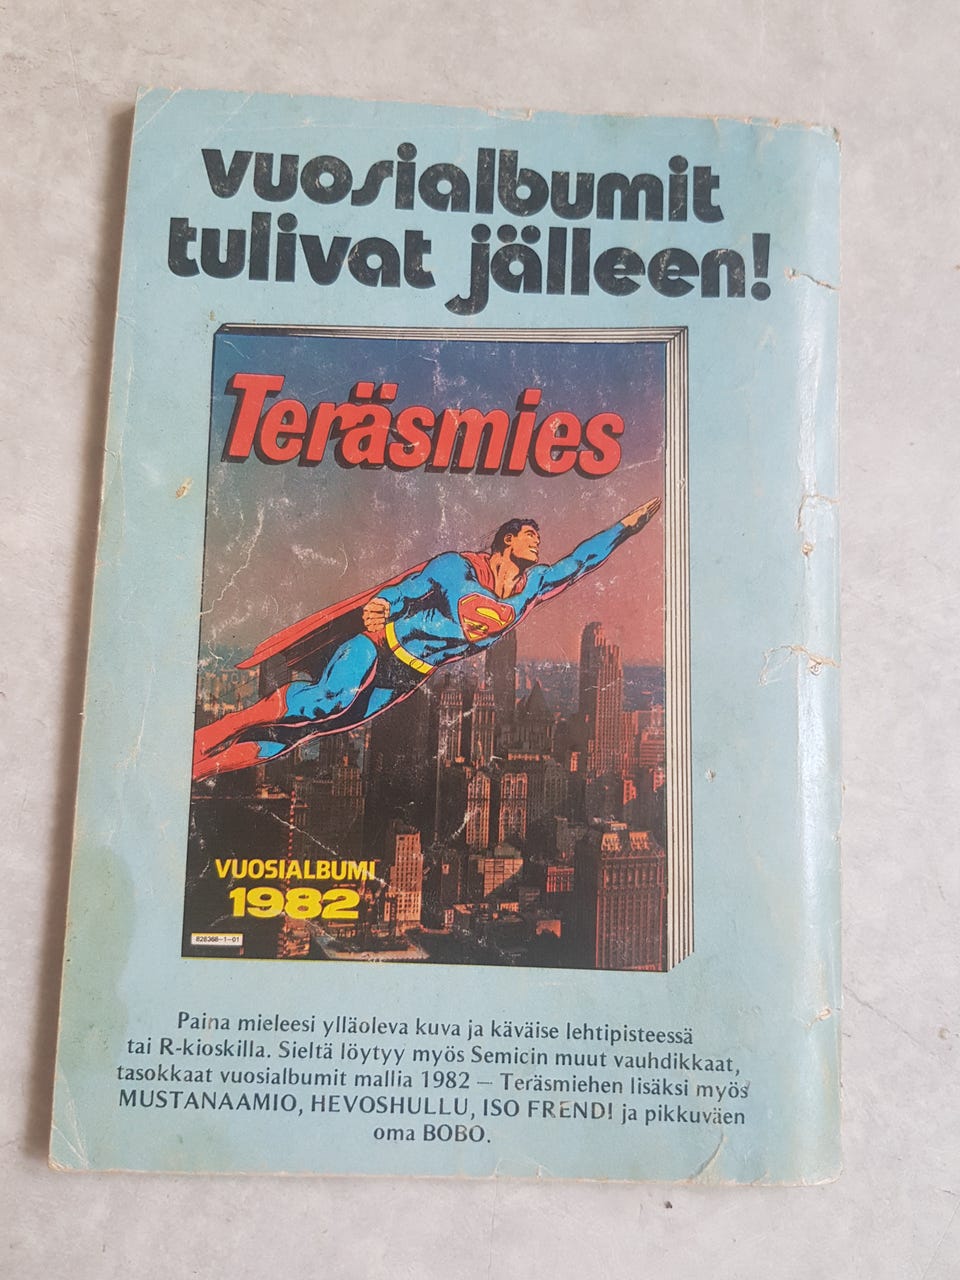 vuosialbumit
tulivat jälleen!
Teräsmies
VUOSIALBUMI
1982
828368-1-01
Paina mieleesi ylläoleva kuva ja käväise lehtipisteessä
tai R-kioskilla. Sieltä löytyy myös Semicin muut vauhdikkaat,
tasokkaat vuosialbumit mallia 1982 — Teräsmiehen lisäksi myös
MUSTANAAMIO, HEVOSHULLU, ISO FRENDI ja pikkuväen
oma BOBO.